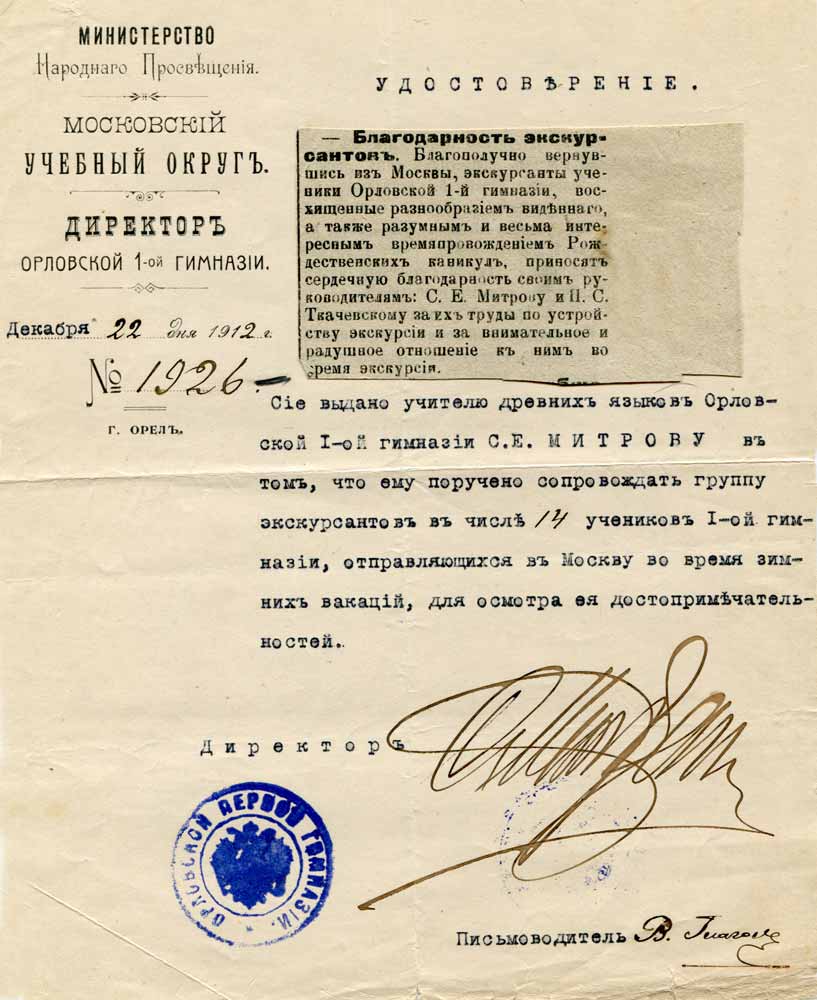 МИНИСТЕРСТВО
Народнаго Просвѣщенія.
МОСКОВСКІЙ
УЧЕБНЫЙ ОКРУГЪ.
ДИРЕКТОРЪ
ОРЛОВСКОЙ 1-ой ГИМНАЗІИ.
Декабря 22 дня 1912 г.
№ 1926
Г. ОРЕЛЪ.
УДОСТОВѢРЕНІЕ.
— Благодарность экскур-
сантовъ. Благополучно вернув-
шись изъ Москвы, экскурсанты уче-
ники Орловской 1-й гимназіи, вос-
хищенные разнообразіемъ видѣннаго,
а также разумнымъ и весьма инте-
реснымъ времяпровожденіемъ Рож-
дественскихъ каникулъ, приносятъ
сердечную благодарность своимъ ру-
ководителямъ: С. Е. Митрову и П. С.
Ткачевскому за ихъ труды по устрой-
ству экскурсіи и за внимательное и
радушное отношеніе къ нимъ во
время экскурсіи.
Сіе выдано учителю древнихъ языковъ Орлов-
ской I-ой гимназіи С.Е. МИТРОВУ въ
томъ, что ему поручено сопровождать группу
экскурсантовъ въ числѣ 14 учениковъ I-ой гим-
назіи, отправляющихся въ Москву во время зим-
нихъ вакацій, для осмотра ея достопримѣчатель-
ностей.
Директоръ
ОРЛОВСКОЙ ПЕРВОЙ ГИМНАЗІИ.
Письмоводитель В.